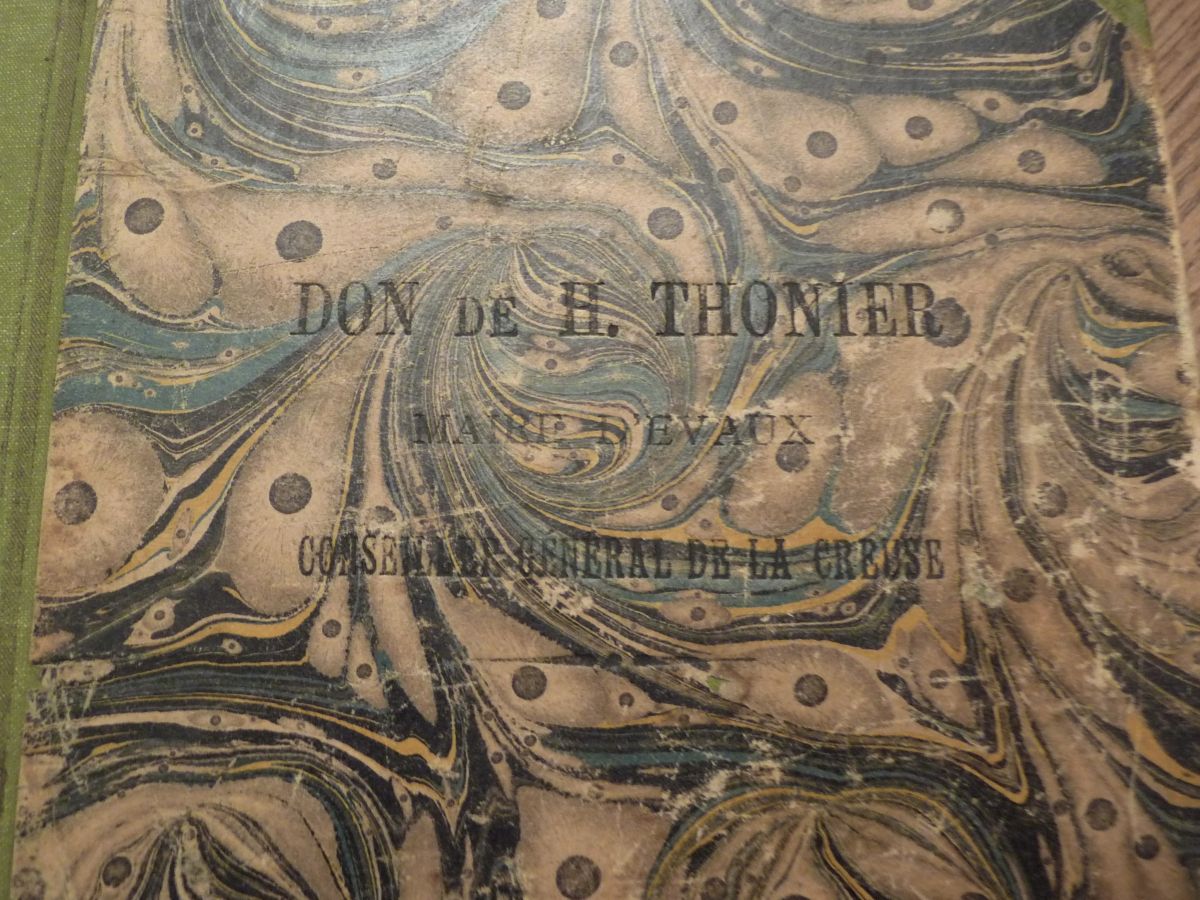 DON DE H. THONIER
MAIRE D'EVAUX
CONSEILLER GÉNÉRAL DE LA CREUSE